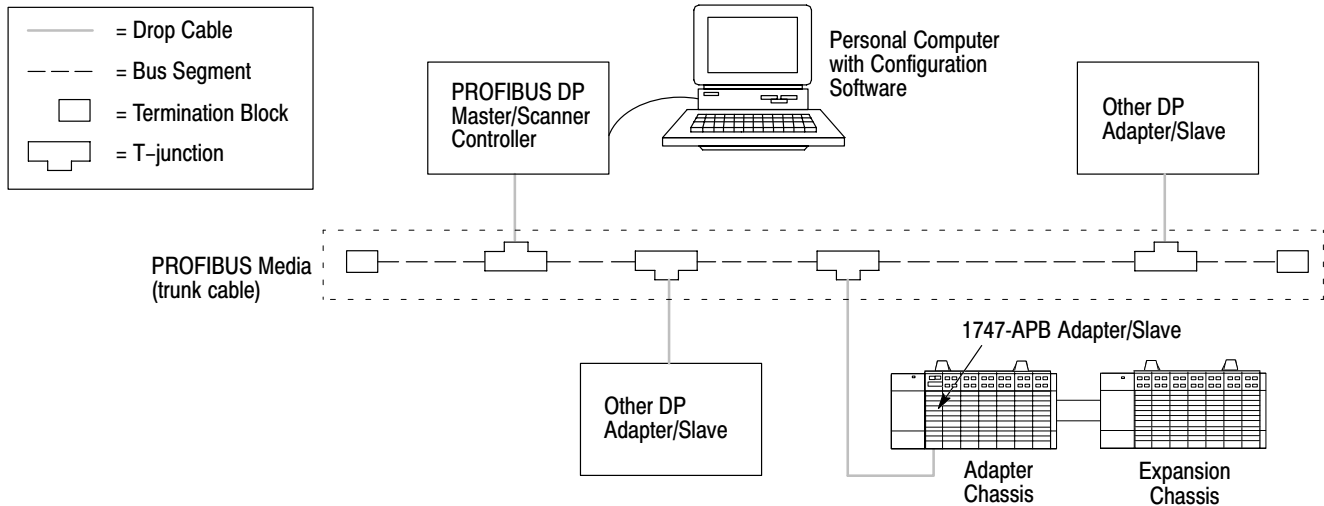 = Drop Cable
= Bus Segment
= Termination Block
= T-junction
PROFIBUS DP
Master/Scanner
Controller
Personal Computer
with Configuration
Software
Other DP
Adapter/Slave
PROFIBUS Media
(trunk cable)
1747-APB Adapter/Slave
Other DP
Adapter/Slave
Adapter
Chassis
Expansion
Chassis